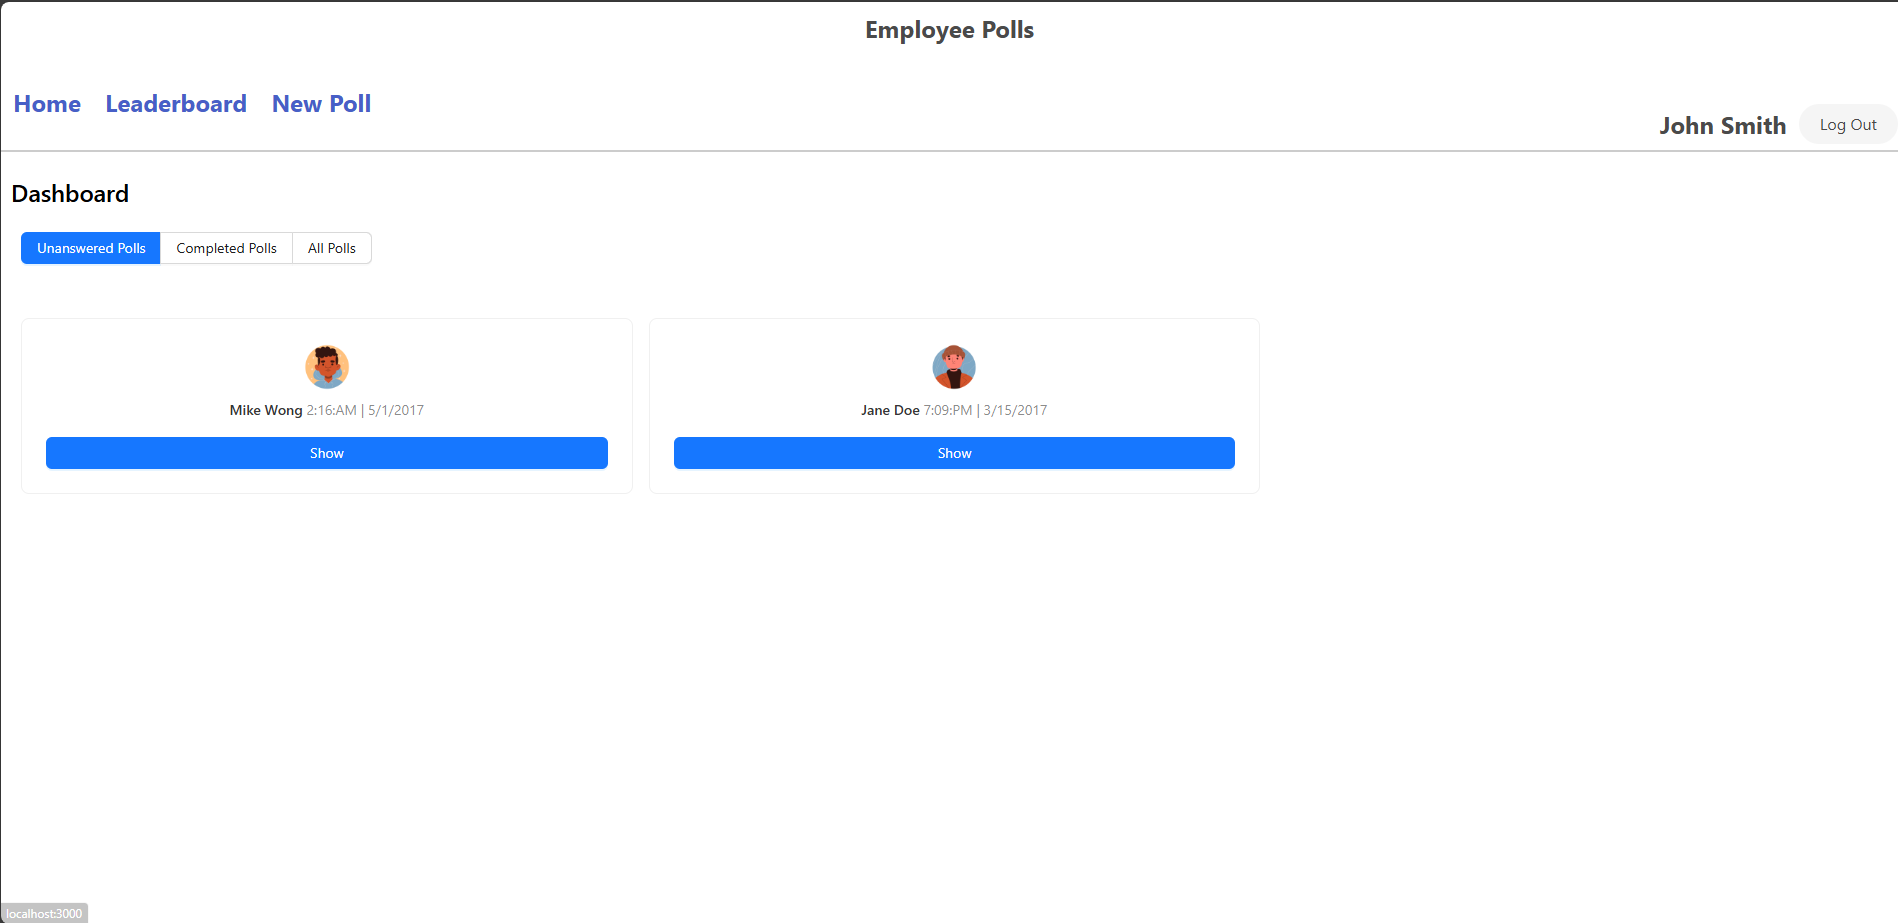 Employee Polls
Home Leaderboard New Poll
John Smith Log Out
Dashboard
Unanswered Polls Completed Polls All Polls
Mike Wong 2:16:AM | 5/1/2017
Show
Jane Doe 7:09:PM | 3/15/2017
Show
localhost:3000